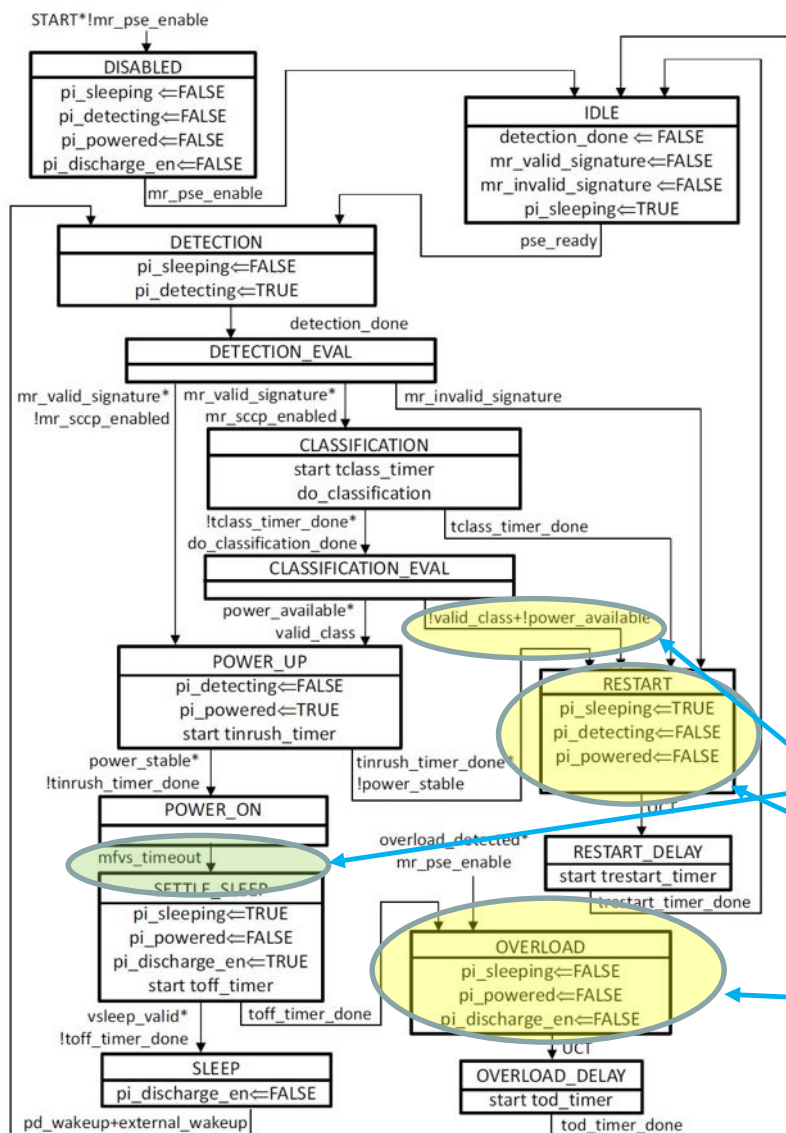 START*!mr_pse_enable
DISABLED
pi_sleeping ⇐FALSE
pi_detecting⇐FALSE
pi_powered⇐FALSE
pi_discharge_en⇐FALSE
mr_pse_enable
IDLE
detection_done ⇐ FALSE
mr_valid_signature⇐FALSE
mr_invalid_signature ⇐FALSE
pi_sleeping⇐TRUE
pse_ready
DETECTION
pi_sleeping⇐FALSE
pi_detecting⇐TRUE
detection_done
DETECTION_EVAL
mr_valid_signature*
!mr_sccp_enabled
mr_valid_signature*
mr_sccp_enabled
mr_invalid_signature
CLASSIFICATION
start tclass_timer
do_classification
!tclass_timer_done*
do_classification_done
tclass_timer_done
CLASSIFICATION_EVAL
power_available*
valid_class
!valid_class+!power_available
POWER_UP
pi_detecting⇐FALSE
pi_powered⇐TRUE
start tinrush_timer
RESTART
pi_sleeping⇐TRUE
pi_detecting⇐FALSE
pi_powered⇐FALSE
UCT
power_stable*
!tinrush_timer_done
tinrush_timer_done*
!power_stable
POWER_ON
mfvs_timeout
overload_detected*
mr_pse_enable
RESTART_DELAY
start trestart_timer
trestart_timer_done
SETTLE_SLEEP
pi_sleeping⇐TRUE
pi_powered⇐FALSE
pi_discharge_en⇐TRUE
start toff_timer
OVERLOAD
pi_sleeping⇐FALSE
pi_powered⇐FALSE
pi_discharge_en⇐FALSE
UCT
vsleep_valid*
!toff_timer_done
toff_timer_done
SLEEP
pi_discharge_en⇐FALSE
pd_wakeup+external_wakeup
OVERLOAD_DELAY
start tod_timer
tod_timer_done